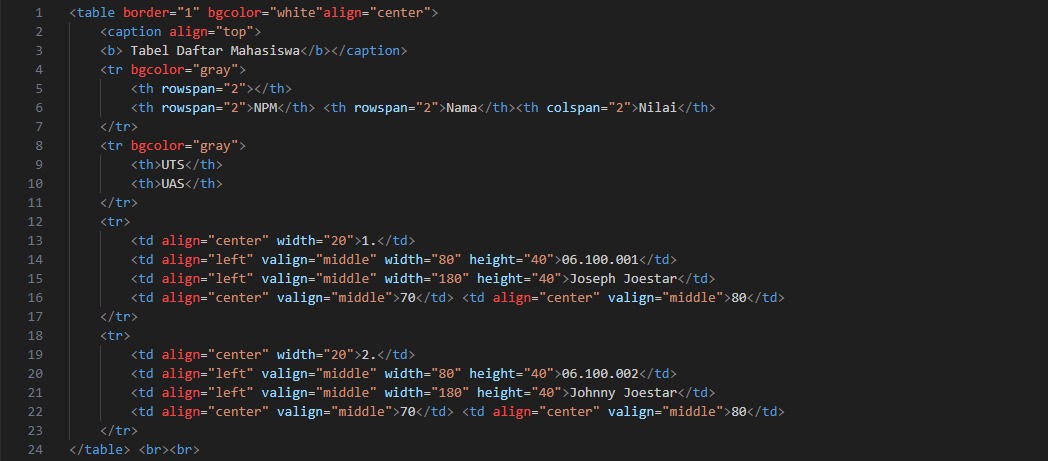 1 <table border="1" bgcolor="white"align="center">
2 <caption align="top">
3 <b> Tabel Daftar Mahasiswa</b></caption>
4 <tr bgcolor="gray">
5 <th rowspan="2"></th>
6 <th rowspan="2">NPM</th> <th rowspan="2">Nama</th><th colspan="2">Nilai</th>
7 </tr>
8 <tr bgcolor="gray">
9 <th>UTS</th>
10 <th>UAS</th>
11 </tr>
12 <tr>
13 <td align="center" width="20">1.</td>
14 <td align="left" valign="middle" width="80" height="40">06.100.001</td>
15 <td align="left" valign="middle" width="180" height="40">Joseph Joestar</td>
16 <td align="center" valign="middle">70</td> <td align="center" valign="middle">80</td>
17 </tr>
18 <tr>
19 <td align="center" width="20">2.</td>
20 <td align="left" valign="middle" width="80" height="40">06.100.002</td>
21 <td align="left" valign="middle" width="180" height="40">Johnny Joestar</td>
22 <td align="center" valign="middle">70</td> <td align="center" valign="middle">80</td>
23 </tr>
24 </table> <br><br>